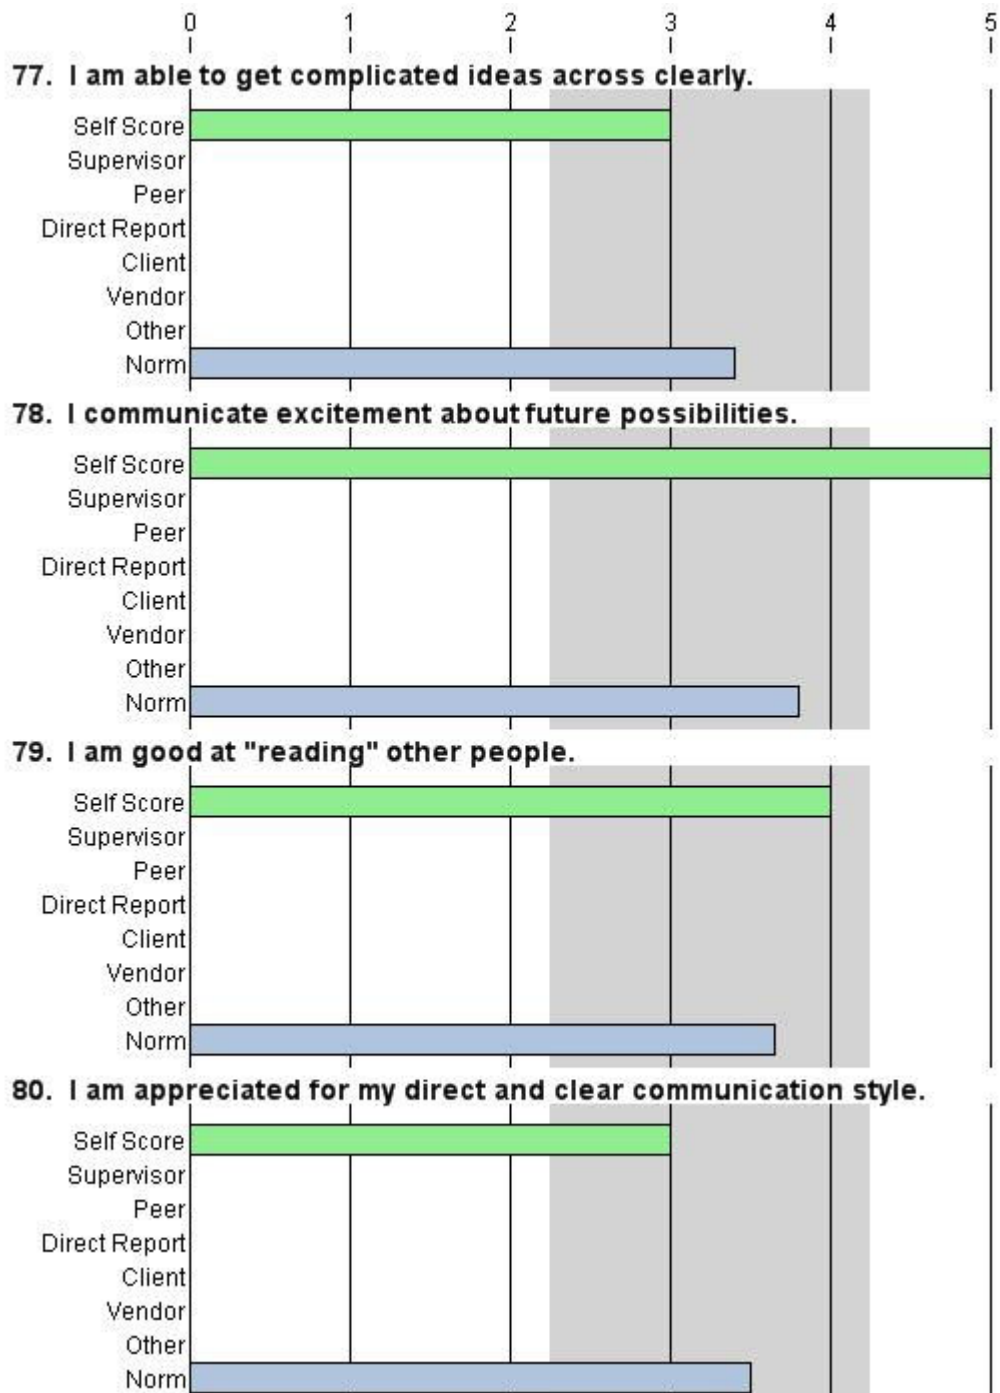 0 1 2 3 4 5
77. I am able to get complicated ideas across clearly.
Self Score
Supervisor
Peer
Direct Report
Client
Vendor
Other
Norm
78. I communicate excitement about future possibilities.
Self Score
Supervisor
Peer
Direct Report
Client
Vendor
Other
Norm
79. I am good at "reading" other people.
Self Score
Supervisor
Peer
Direct Report
Client
Vendor
Other
Norm
80. I am appreciated for my direct and clear communication style.
Self Score
Supervisor
Peer
Direct Report
Client
Vendor
Other
Norm